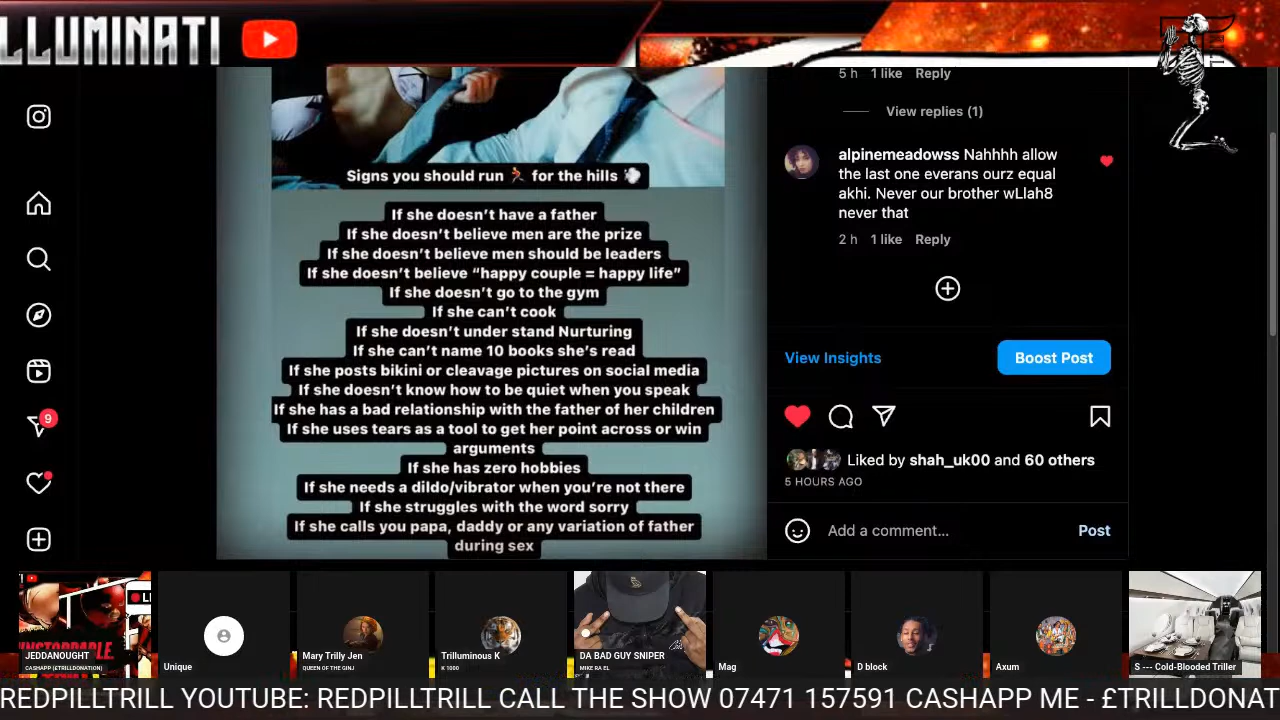 LLUMINATI
5 h 1 like Reply
View replies (1)
alpinemeadowss Nahhhh allow
the last one everans ourz equal
akhi. Never our brother wLlah8
never that
2 h 1 like Reply
View Insights
Boost Post
Liked by shah_uk00 and 60 others
5 HOURS AGO
Add a comment...
Post
9
Signs you should run 🏃 for the hills 💨
If she doesn't have a father
If she doesn't believe men are the prize
If she doesn't believe men should be leaders
If she doesn't believe “happy couple = happy life”
If she doesn't go to the gym
If she can't cook
If she doesn't under stand Nurturing
If she can't name 10 books she's read
If she posts bikini or cleavage pictures on social media
If she doesn't know how to be quiet when you speak
If she has a bad relationship with the father of her children
If she uses tears as a tool to get her point across or win
arguments
If she has zero hobbies
If she needs a dildo/vibrator when you're not there
If she struggles with the word sorry
If she calls you papa, daddy or any variation of father
during sex
UNSTOPPABLE
JEDDANOUGHT
CASHAPP (£TRILLDONATION)
Unique
Mary Trilly Jen
QUEEN OF THE GINJ
Trilluminous K
K 1000
DA BAD GUY SNIPER
MIKE RA EL
Mag
D block
Axum
S --- Cold-Blooded Triller
REDPILLTRILL YOUTUBE: REDPILLTRILL CALL THE SHOW 07471 157591 CASHAPP ME - £TRILLDONAT